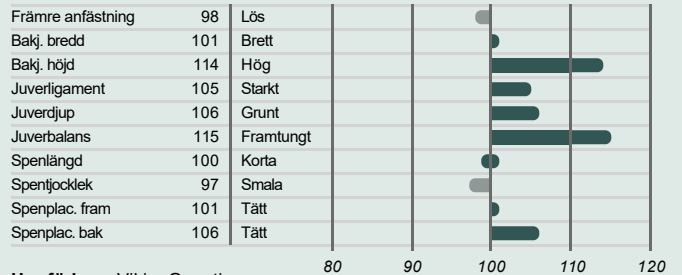 Främre anfästning 98 Lös
Bakj. bredd 101 Brett
Bakj. höjd 114 Hög
Juverligament 105 Starkt
Juverdjup 106 Grunt
Juverbalans 115 Framtungt
Spenlängd 100 Korta
Spentjocklek 97 Smala
Spenplac. fram 101 Tätt
Spenplac. bak 106 Tätt
80 90 100 110 120